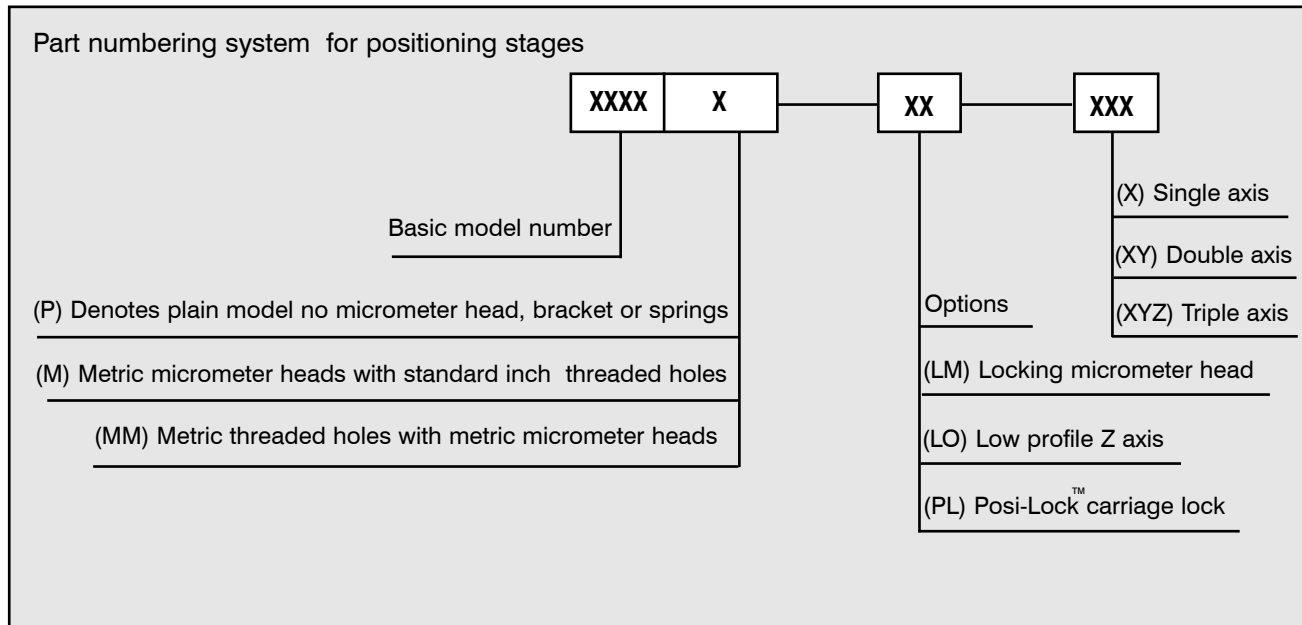 Part numbering system for positioning stages
XXXX X XX XXX
(X) Single axis
Basic model number
(XY) Double axis
(P) Denotes plain model no micrometer head, bracket or springs
Options
(XYZ) Triple axis
(M) Metric micrometer heads with standard inch threaded holes
(LM) Locking micrometer head
(MM) Metric threaded holes with metric micrometer heads
(LO) Low profile Z axis
(PL) Posi-Lock™ carriage lock